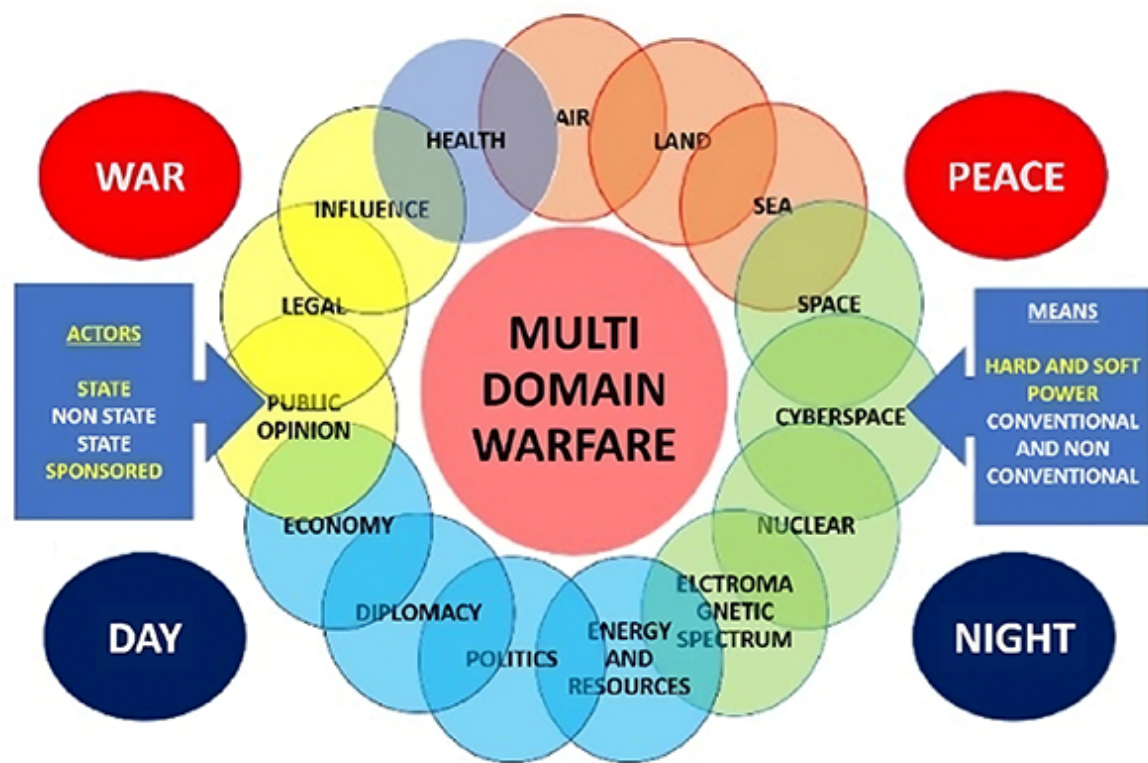 AIR
HEALTH
LAND
WAR
PEACE
INFLUENCE
SEA
LEGAL
SPACE
ACTORS
STATE
NON STATE
STATE
SPONSORED
MULTI
DOMAIN
WARFARE
MEANS
HARD AND SOFT
POWER
CONVENTIONAL
AND NON
CONVENTIONAL
PUBLIC
OPINION
CYBERSPACE
ECONOMY
NUCLEAR
DIPLOMACY
ELCTROMA
GNETIC
SPECTRUM
POLITICS
ENERGY
AND
RESOURCES
DAY
NIGHT